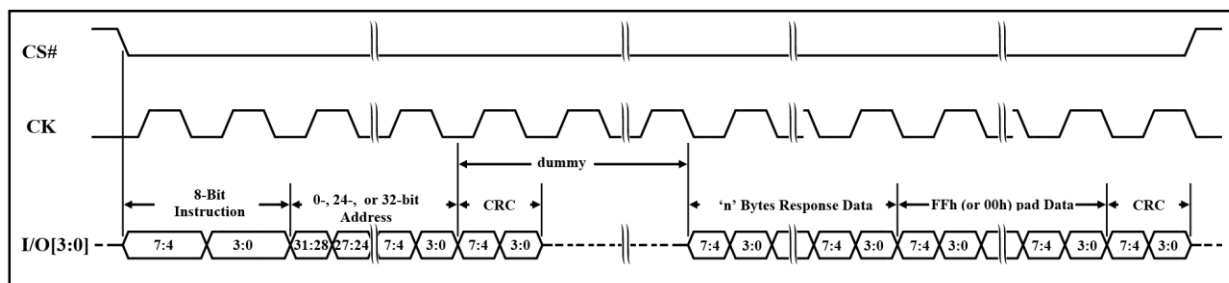 CS#
CK
dummy
8-Bit
Instruction
0-, 24-, or 32-bit
Address
CRC
‘n’ Bytes Response Data
FFh (or 00h) pad Data
CRC
I/O[3:0]
7:4 3:0 31:28 27:24 7:4 3:0 7:4 3:0 7:4 3:0 7:4 3:0 7:4 3:0 7:4 3:0 7:4 3:0